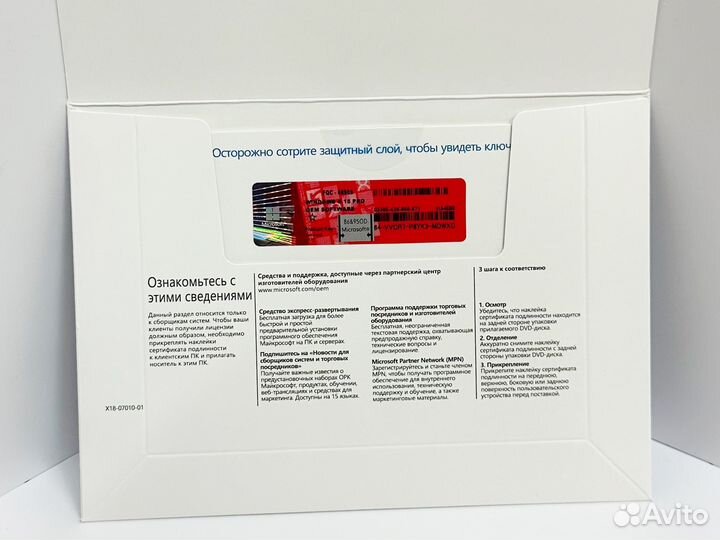 Осторожно сотрите защитный слой, чтобы увидеть ключ
FQC -
10 PRO
OEM SOFTWARE
Microsoft
Microsoft®
Ознакомьтесь с
этими сведениями
Данный раздел относится только
к сборщикам систем. Чтобы ваши
клиенты получили лицензии
должным образом, необходимо
прикреплять наклейки
сертификата подлинности
к клиентским ПК и прилагать
носитель к этим ПК.
Средства и поддержка, доступные через партнерский центр
изготовителей оборудования
www.microsoft.com/oem
Средство экспресс-развертывания
Бесплатная загрузка для более
быстрой и простой
предварительной установки
программного обеспечения
Майкрософт на ПК и серверах.
Подпишитесь на «Новости для
сборщиков систем и торговых
посредников»
Получайте важные известия о
предустановочных наборах OPK
Майкрософт, продуктах, обучении,
веб-трансляциях и средствах для
маркетинга. Доступны на 15 языках.
Программа поддержки торговых
посредников и изготовителей
оборудования
Бесплатная, неограниченная
текстовая поддержка, охватывающая
предпродажную справку,
технические вопросы и
лицензирование.
Microsoft Partner Network (MPN)
Зарегистрируйтесь и станьте членом
MPN, чтобы получать программное
обеспечение для внутреннего
использования, техническую
поддержку и обучение, а также
маркетинговые материалы.
3 шага к соответствию
1. Осмотр
Убедитесь, что наклейка
сертификата подлинности находится
на задней стороне упаковки
прилагаемого DVD-диска.
2. Отделение
Аккуратно снимите наклейку
сертификата подлинности с задней
стороны упаковки DVD-диска.
3. Прикрепление
Прикрепите наклейку сертификата
подлинности на переднюю,
верхнюю, боковую или заднюю
поверхность пользовательского
устройства перед поставкой.
X18-07010-01
Avito